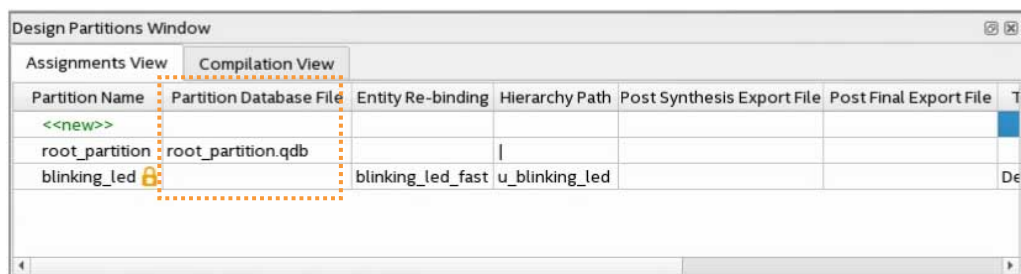 Design Partitions Window
Assignments View Compilation View
Partition Name Partition Database File Entity Re-binding Hierarchy Path Post Synthesis Export File Post Final Export File T
<<new>>
root_partition root_partition.qdb |
blinking_led blinking_led_fast u_blinking_led De